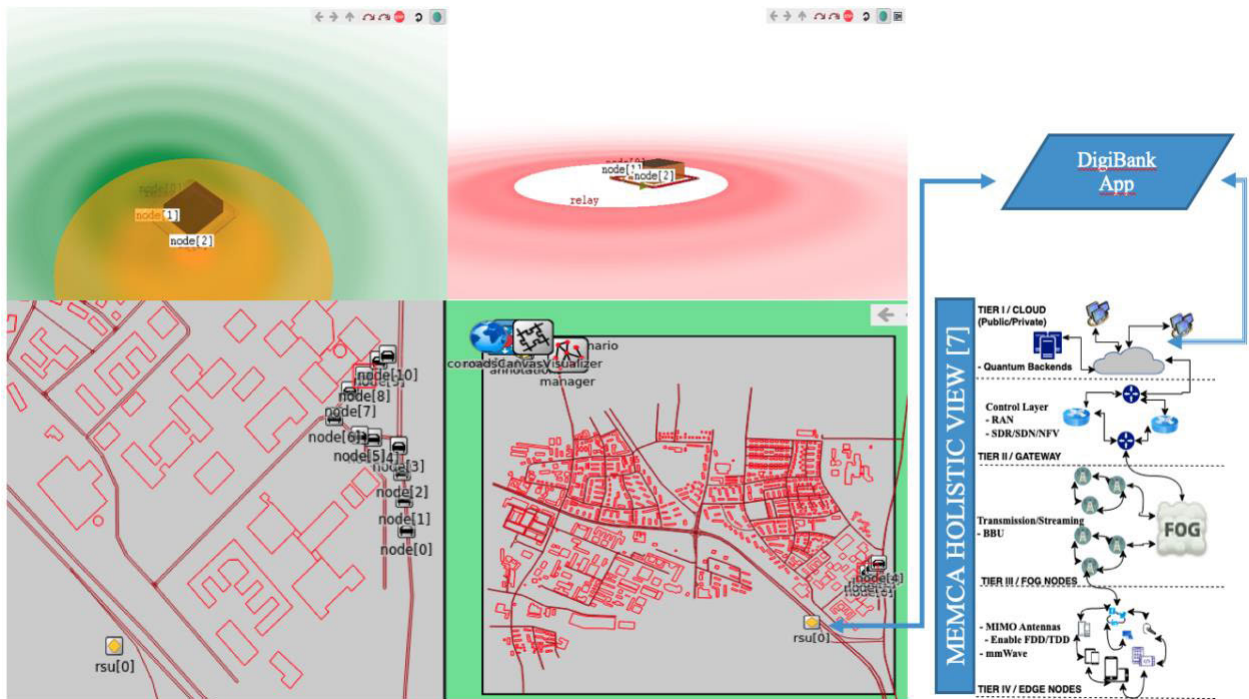 node[1]
node[2]
node[2]
relay
DigiBank
App
node[10]
node[8]
node[7]
node[6]
node[5]
node[3]
node[2]
node[1]
node[0]
rsu[0]
roadsCanvasVisualizer
manager
node[4]
rsu[0]
MEMCA HOLISTIC VIEW [7]
TIER I / CLOUD
(Public/Private)
- Quantum Backends
Control Layer
- RAN
- SDR/SDN/NFV
TIER II / GATEWAY
Transmission/Streaming
- BBU
FOG
TIER III / FOG NODES
- MIMO Antennas
- Enable FDD/TDD
- mmWave
TIER IV / EDGE NODES